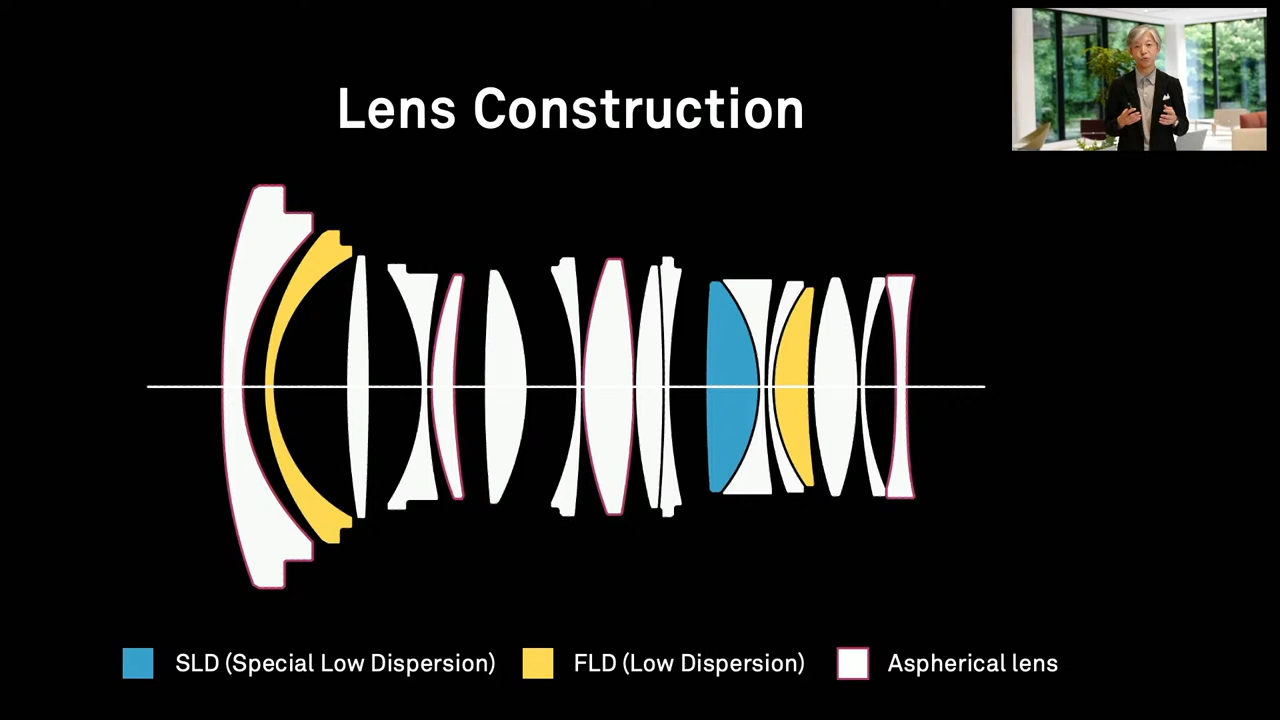 Lens Construction
SLD (Special Low Dispersion)
FLD (Low Dispersion)
Aspherical lens